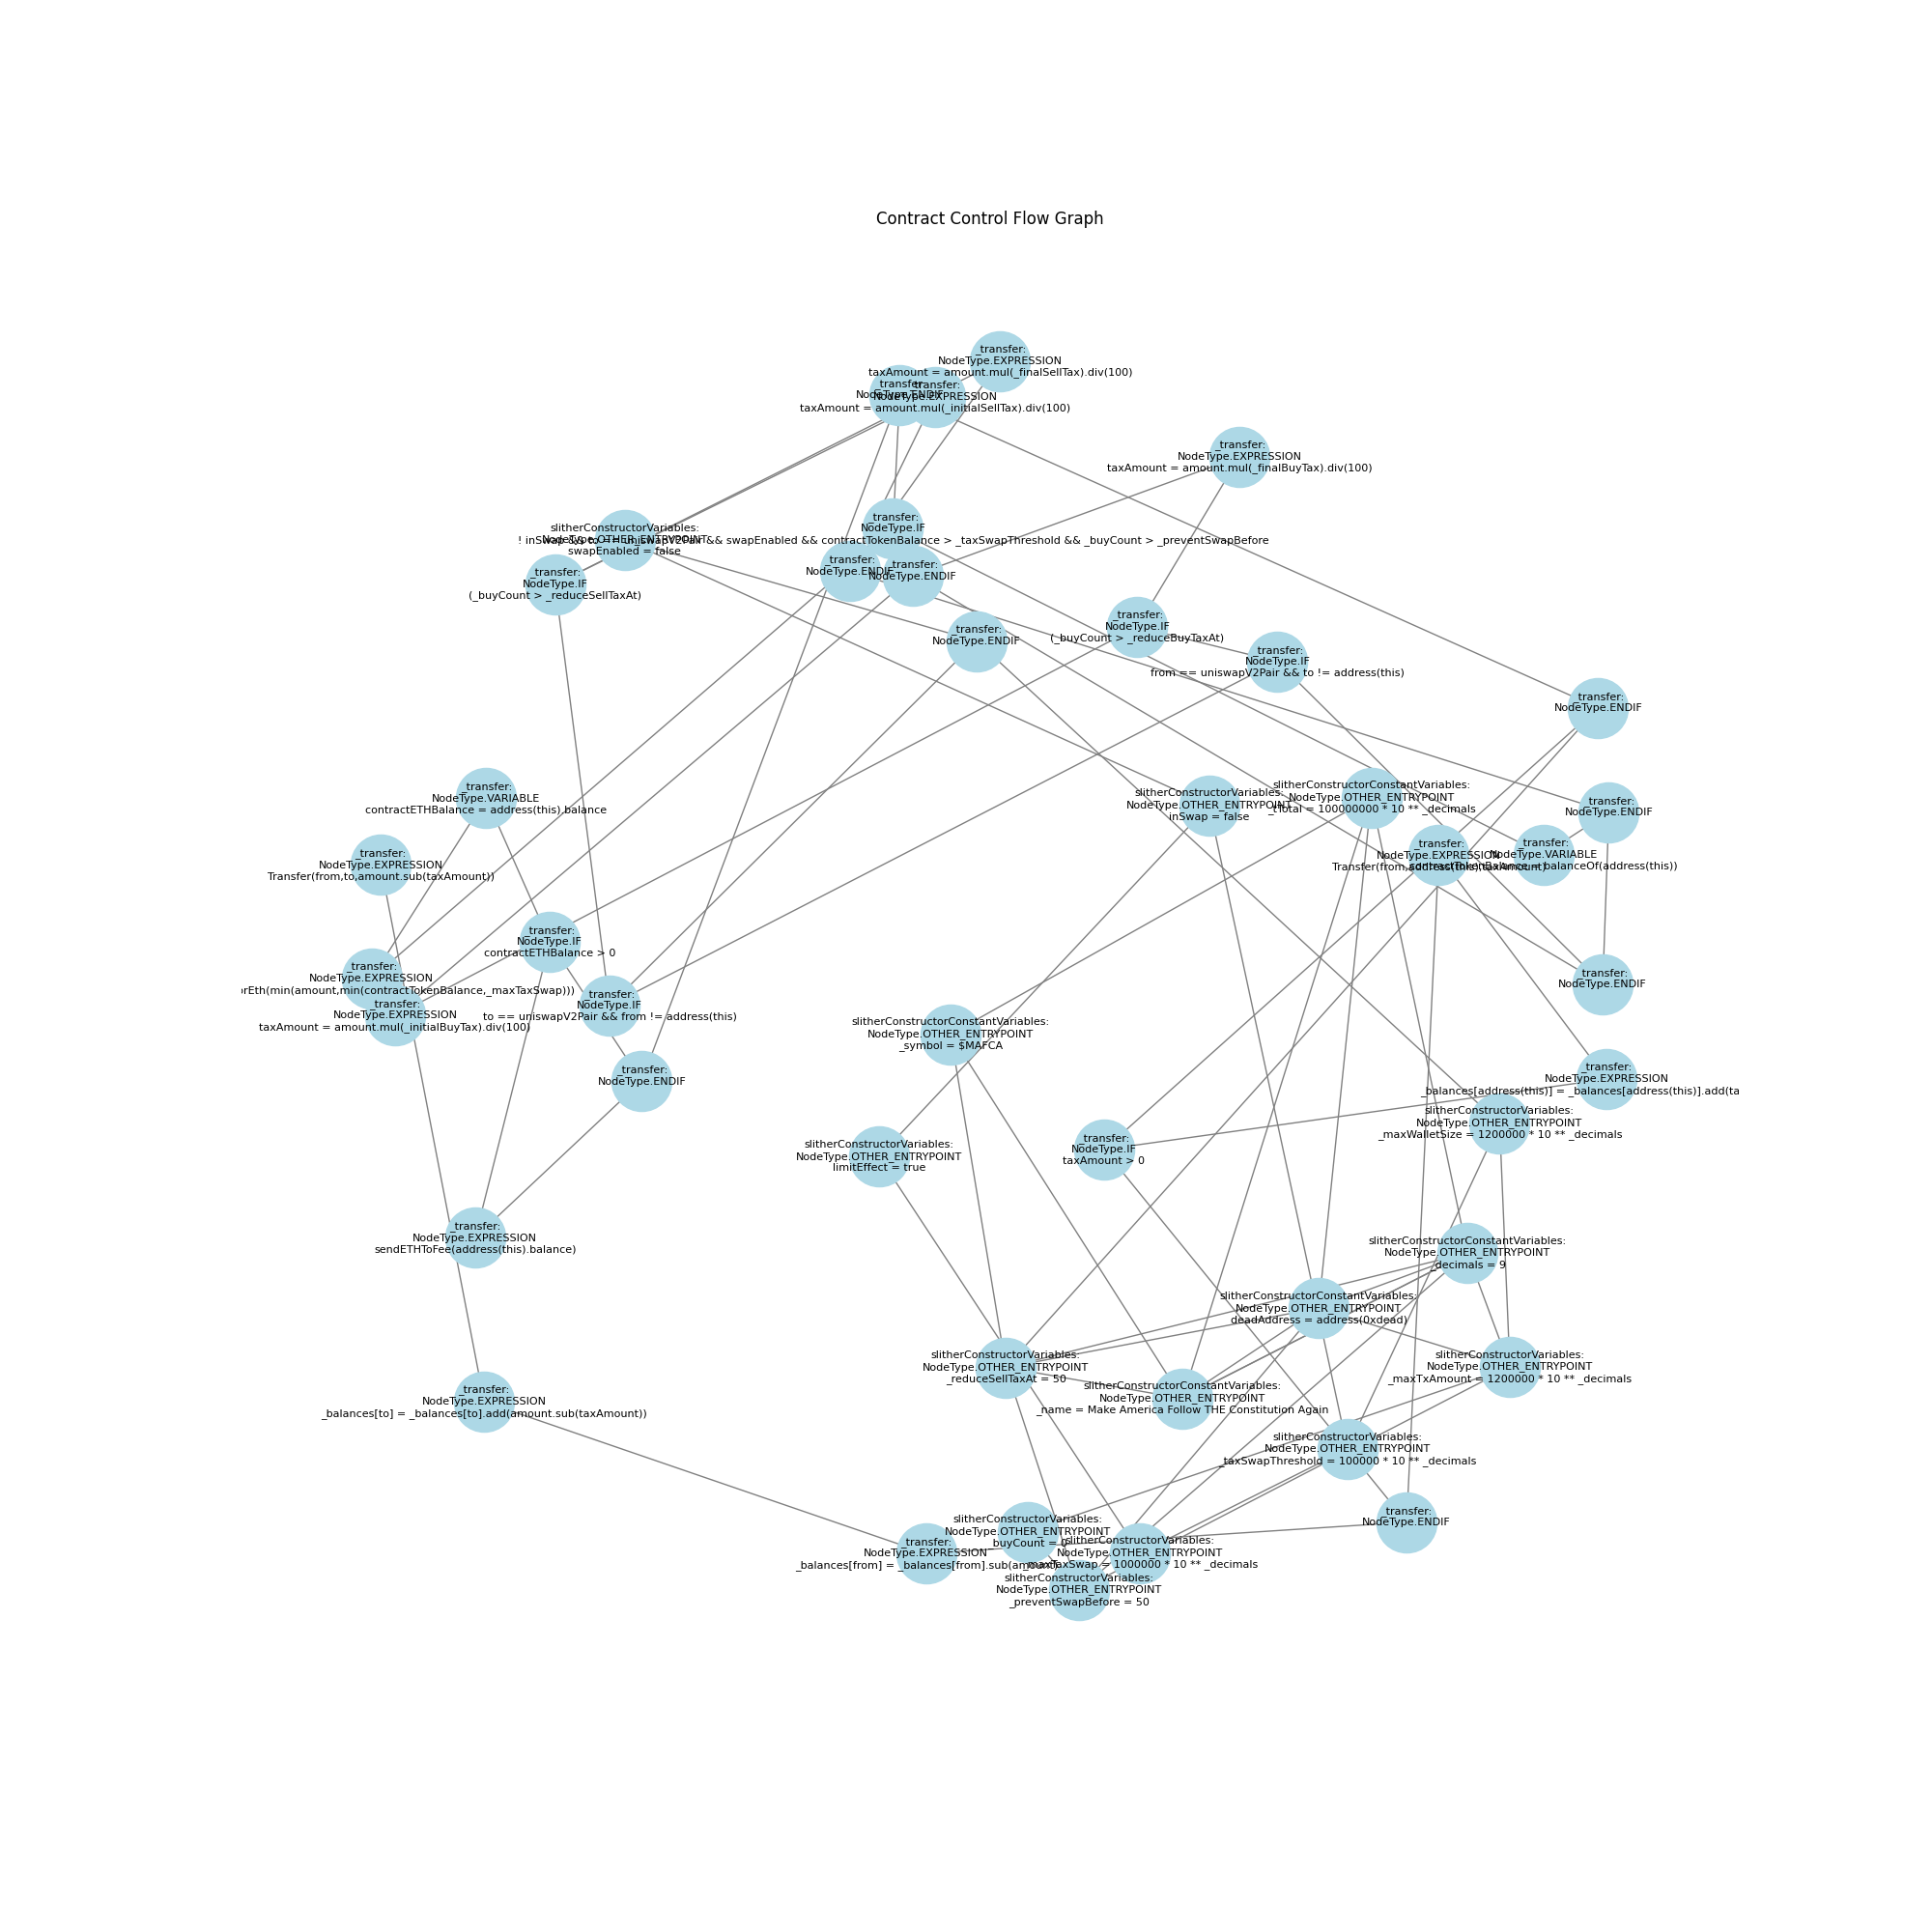 Contract Control Flow Graph
_transfer:
NodeType.EXPRESSION
taxAmount = amount.mul(_finalSellTax).div(100)
_transfer:
NodeType.ENDIF
_transfer:
NodeType.EXPRESSION
taxAmount = amount.mul(_initialSellTax).div(100)
_transfer:
NodeType.EXPRESSION
taxAmount = amount.mul(_finalBuyTax).div(100)
_transfer:
NodeType.IF
! inSwap && to == uniswapV2Pair && swapEnabled && contractTokenBalance > _taxSwapThreshold && _buyCount > _preventSwapBefore
slitherConstructorVariables:
NodeType.OTHER_ENTRYPOINT
swapEnabled = false
_transfer:
NodeType.ENDIF
_transfer:
NodeType.ENDIF
_transfer:
NodeType.IF
(_buyCount > _reduceSellTaxAt)
_transfer:
NodeType.IF
(_buyCount > _reduceBuyTaxAt)
_transfer:
NodeType.ENDIF
_transfer:
NodeType.IF
from == uniswapV2Pair && to != address(this)
_transfer:
NodeType.ENDIF
_transfer:
NodeType.VARIABLE
contractETHBalance = address(this).balance
slitherConstructorVariables:
NodeType.OTHER_ENTRYPOINT
inSwap = false
slitherConstructorConstantVariables:
NodeType.OTHER_ENTRYPOINT
_tTotal = 100000000 * 10 ** _decimals
_transfer:
NodeType.ENDIF
_transfer:
NodeType.EXPRESSION
Transfer(from,address(this),taxAmount)
_transfer:
NodeType.VARIABLE
contractTokenBalance = balanceOf(address(this))
_transfer:
NodeType.EXPRESSION
Transfer(from,to,amount.sub(taxAmount))
_transfer:
NodeType.IF
contractETHBalance > 0
_transfer:
NodeType.EXPRESSION
rEth(min(amount,min(contractTokenBalance,_maxTaxSwap)))
_transfer:
NodeType.ENDIF
_transfer:
NodeType.EXPRESSION
taxAmount = amount.mul(_initialBuyTax).div(100)
_transfer:
NodeType.IF
to == uniswapV2Pair && from != address(this)
slitherConstructorConstantVariables:
NodeType.OTHER_ENTRYPOINT
_symbol = $MAFCA
_transfer:
NodeType.ENDIF
_transfer:
NodeType.EXPRESSION
_balances[address(this)] = _balances[address(this)].add(ta
slitherConstructorVariables:
NodeType.OTHER_ENTRYPOINT
_maxWalletSize = 1200000 * 10 ** _decimals
_transfer:
NodeType.IF
taxAmount > 0
slitherConstructorVariables:
NodeType.OTHER_ENTRYPOINT
limitEffect = true
_transfer:
NodeType.EXPRESSION
sendETHToFee(address(this).balance)
slitherConstructorConstantVariables:
NodeType.OTHER_ENTRYPOINT
_decimals = 9
slitherConstructorConstantVariables:
NodeType.OTHER_ENTRYPOINT
deadAddress = address(0xdead)
slitherConstructorVariables:
NodeType.OTHER_ENTRYPOINT
_reduceSellTaxAt = 50
slitherConstructorVariables:
NodeType.OTHER_ENTRYPOINT
_maxTxAmount = 1200000 * 10 ** _decimals
slitherConstructorConstantVariables:
NodeType.OTHER_ENTRYPOINT
_name = Make America Follow THE Constitution Again
_transfer:
NodeType.EXPRESSION
_balances[to] = _balances[to].add(amount.sub(taxAmount))
slitherConstructorVariables:
NodeType.OTHER_ENTRYPOINT
_taxSwapThreshold = 100000 * 10 ** _decimals
_transfer:
NodeType.ENDIF
slitherConstructorVariables:
NodeType.OTHER_ENTRYPOINT
_buyCount = 0
_transfer:
NodeType.EXPRESSION
_balances[from] = _balances[from].sub(amount)
slitherConstructorVariables:
NodeType.OTHER_ENTRYPOINT
_maxTaxSwap = 1000000 * 10 ** _decimals
slitherConstructorVariables:
NodeType.OTHER_ENTRYPOINT
_preventSwapBefore = 50